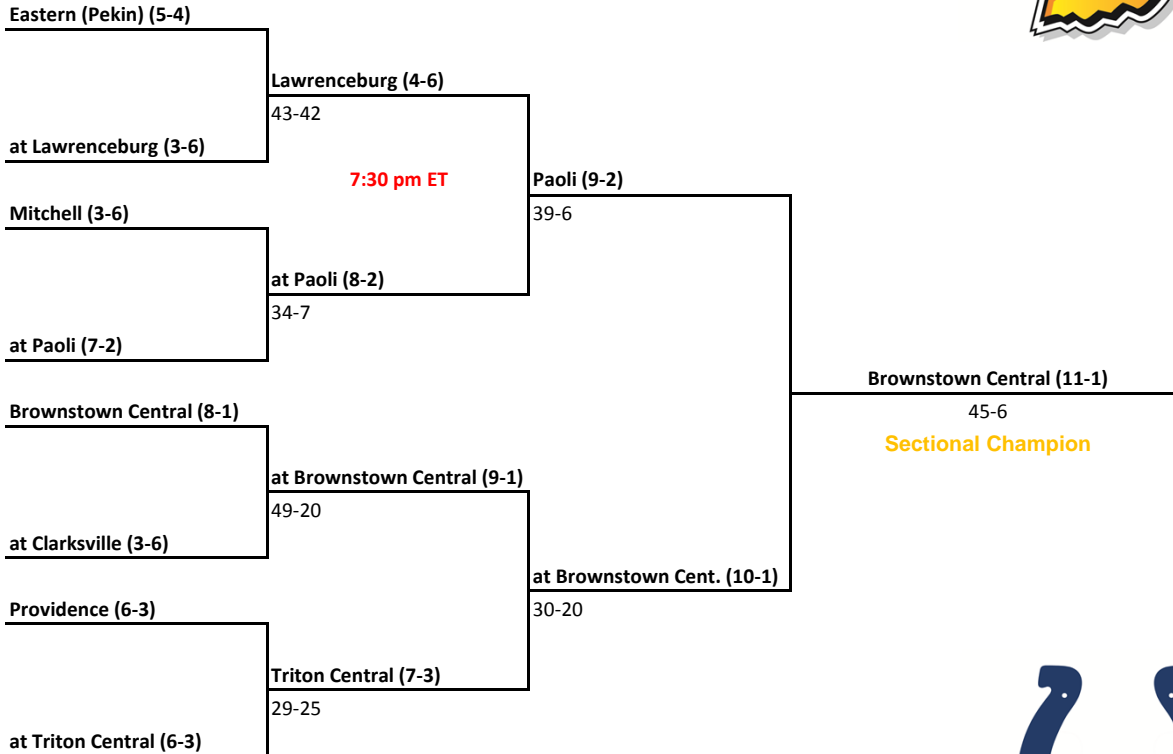 Eastern (Pekin) (5-4)
Lawrenceburg (4-6)
43-42
at Lawrenceburg (3-6)
7:30 pm ET
Paoli (9-2)
39-6
Mitchell (3-6)
at Paoli (8-2)
34-7
at Paoli (7-2)
Brownstown Central (11-1)
45-6
Sectional Champion
Brownstown Central (8-1)
at Brownstown Central (9-1)
49-20
at Clarksville (3-6)
at Brownstown Cent. (10-1)
30-20
Providence (6-3)
Triton Central (7-3)
29-25
at Triton Central (6-3)